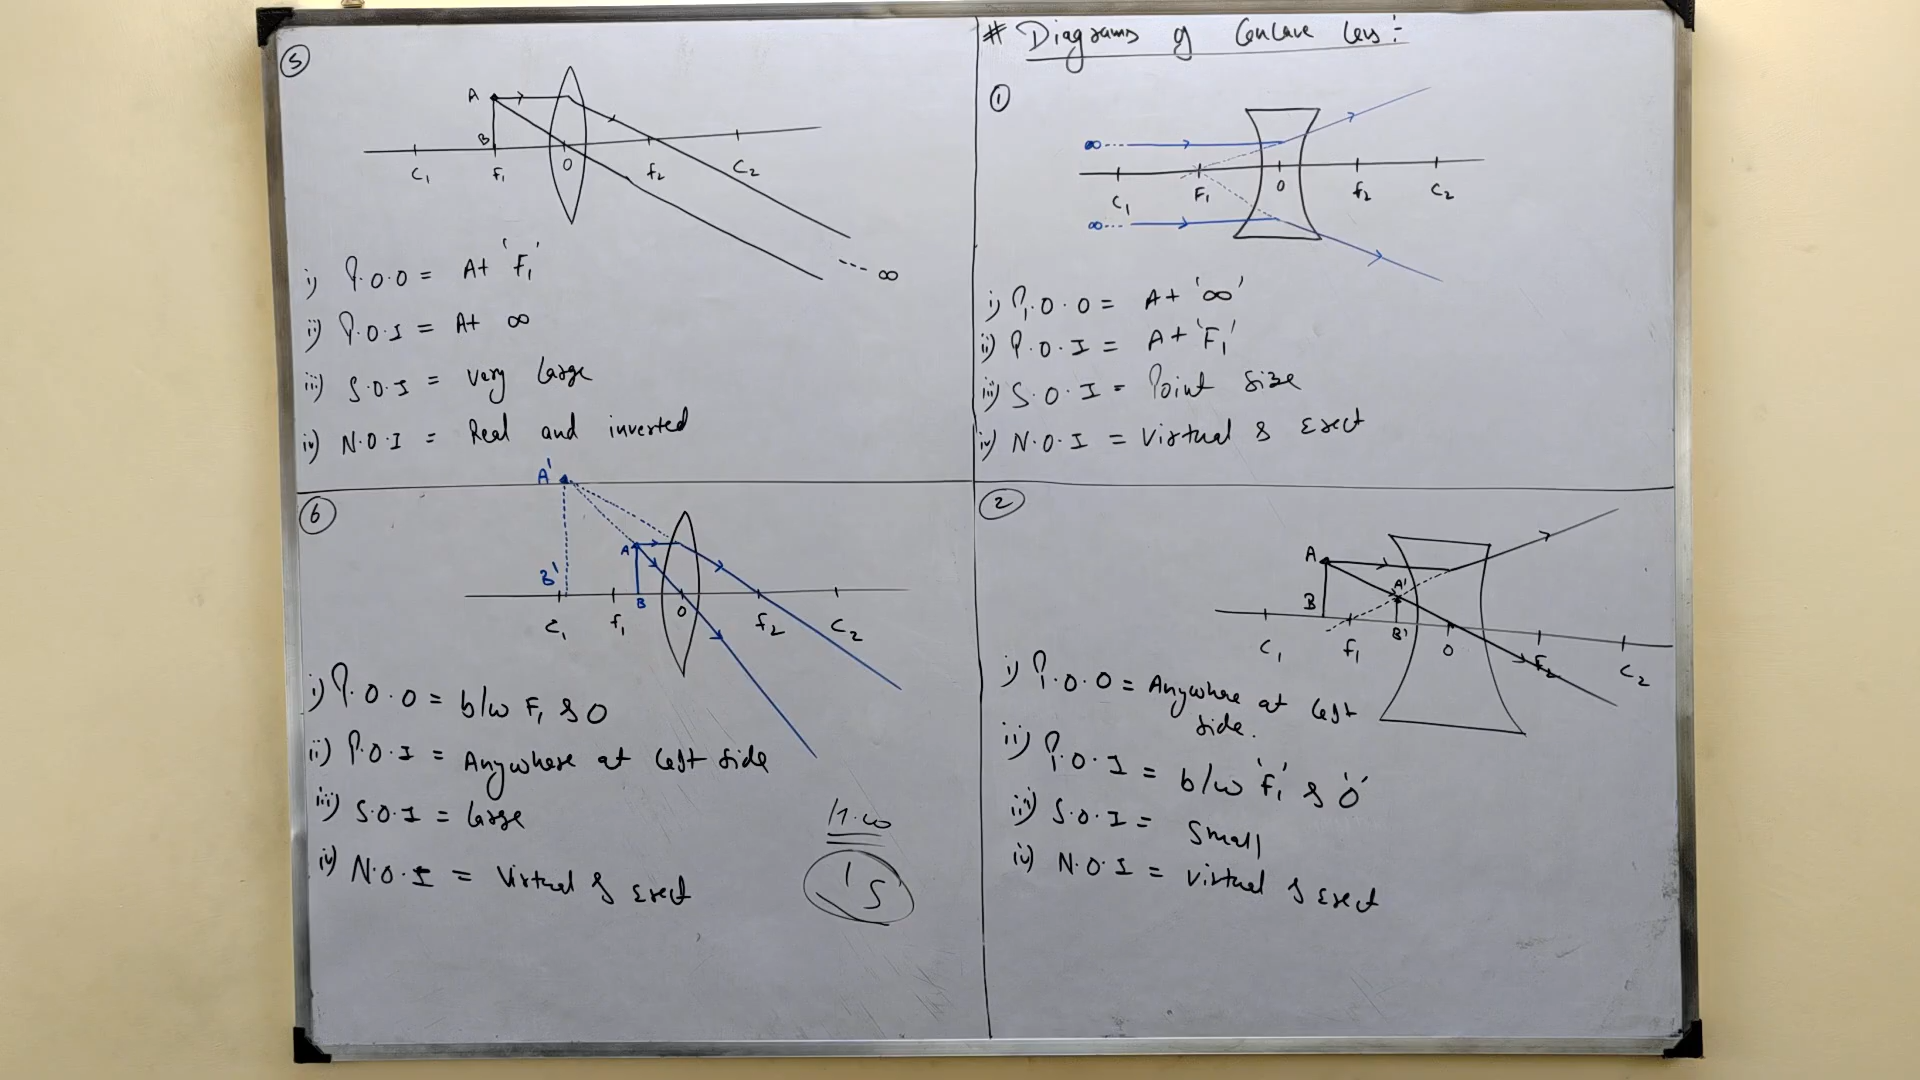 5
A
B
C₁ F₁ O f₂ C₂
∞
i) P.O.O = At 'F₁'
ii) P.O.I = At ∞
iii) S.O.I = Very large
iv) N.O.I = Real and inverted
6
A'
A
B' B
C₁ f₁ O f₂ C₂
i) P.O.O = b/w F₁ & O
ii) P.O.I = Anywhere at left side
iii) S.O.I = large
iv) N.O.I = Virtual & Erect
15
# Diagrams of Concave lens :-
1
∞
C₁ F₁ O f₂ C₂
∞
i) P.O.O = At '∞'
ii) P.O.I = At 'F₁'
iii) S.O.I = Point Size
iv) N.O.I = Virtual & Erect
2
A
A'
B B'
C₁ f₁ O F₂ C₂
i) P.O.O = Anywhere at left
side.
ii) P.O.I = b/w 'F₁' & 'O'
iii) S.O.I = Small
iv) N.O.I = Virtual & Erect